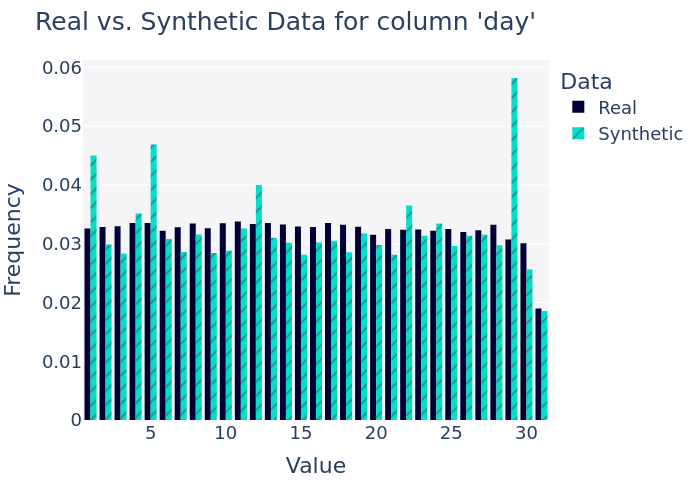 Real vs. Synthetic Data for column 'day'
0.06
0.05
0.04
0.03
0.02
0.01
0
Frequency
5 10 15 20 25 30
Value
Data
Real
Synthetic